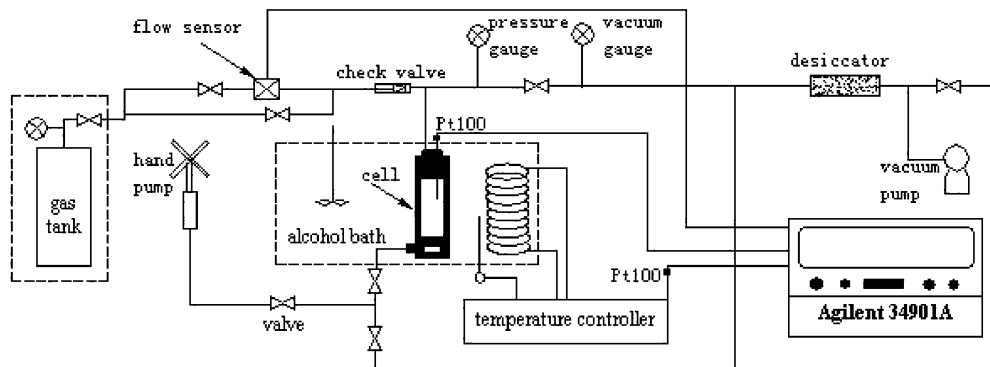 flow sensor
pressure
gauge
vacuum
gauge
desiccator
check valve
Pt100
hand
pump
cell
vacuum
pump
gas
tank
alcohol bath
Pt100
valve
temperature controller
Agilent 34901A